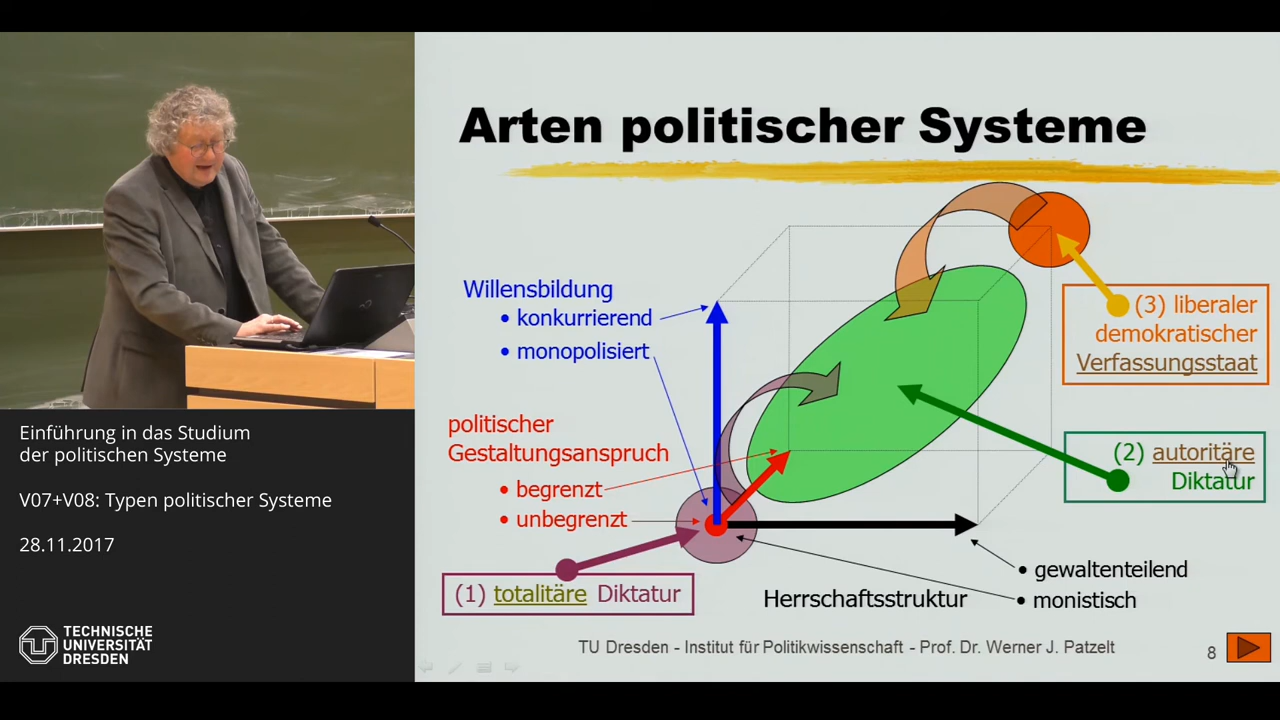 Arten politischer Systeme
Willensbildung
• konkurrierend
• monopolisiert
politischer
Gestaltungsanspruch
• begrenzt
• unbegrenzt
(1) totalitäre Diktatur
(3) liberaler
demokratischer
Verfassungsstaat
(2) autoritäre
Diktatur
Herrschaftsstruktur
• gewaltenteilend
• monistisch
TU Dresden - Institut für Politikwissenschaft - Prof. Dr. Werner J. Patzelt
8
Einführung in das Studium
der politischen Systeme
V07+V08: Typen politischer Systeme
28.11.2017
TECHNISCHE
UNIVERSITÄT
DRESDEN